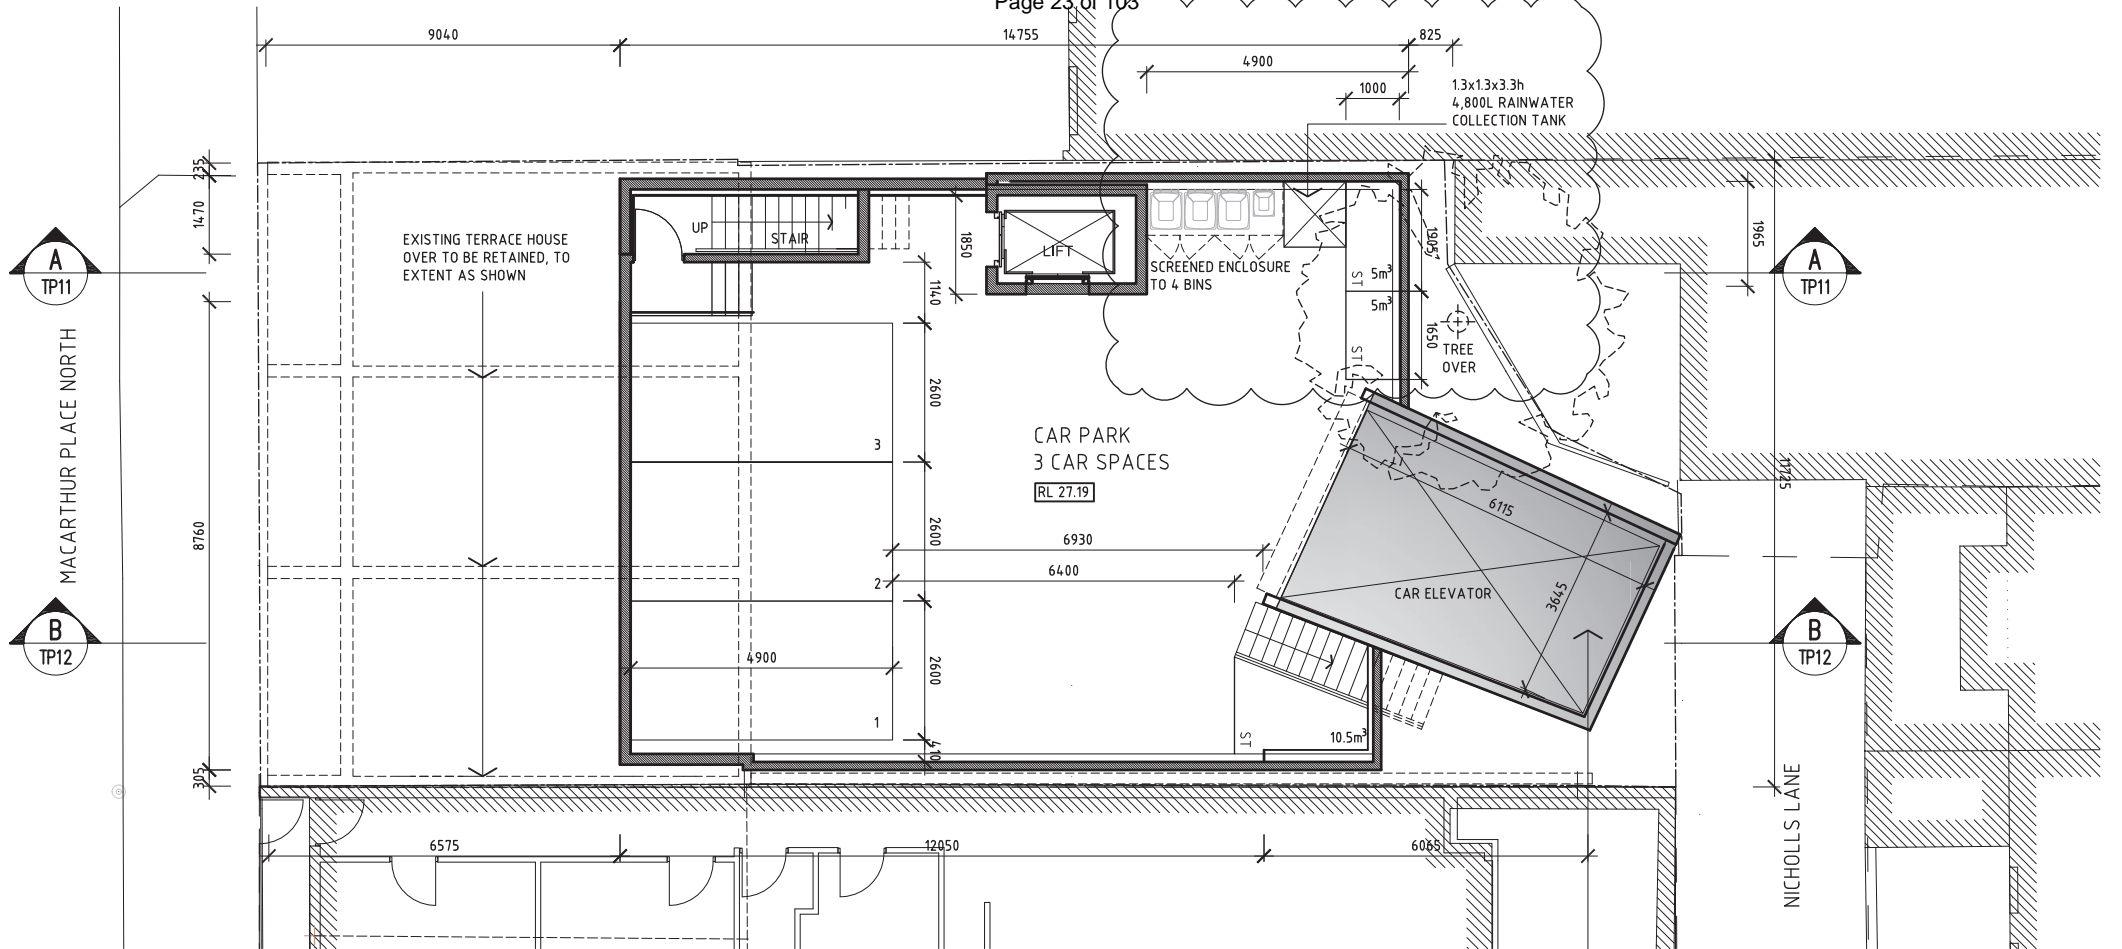 Page 23 of 103
9040
14755
825
4900
1000
1.3x1.3x3.3h
4,800L RAINWATER
COLLECTION TANK
235
1470
8760
305
A
TP11
B
TP12
MACARTHUR PLACE NORTH
EXISTING TERRACE HOUSE
OVER TO BE RETAINED, TO
EXTENT AS SHOWN
UP
STAIR
1850
LIFT
SCREENED ENCLOSURE
TO 4 BINS
1140
2600
2600
2600
410
3
2
1
4900
CAR PARK
3 CAR SPACES
RL 27.19
6930
6400
ST
5m³
5m³
ST
1905
1650
TREE
OVER
6115
3645
CAR ELEVATOR
ST
10.5m³
1965
11725
A
TP11
B
TP12
NICHOLLS LANE
6575
12050
6065